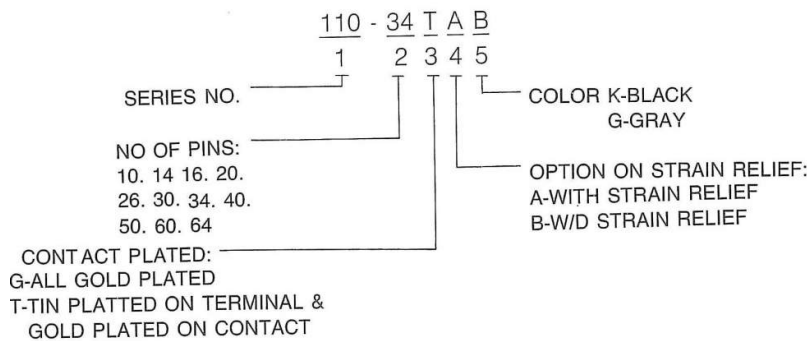 110 - 34 T A B
1 2 3 4 5
SERIES NO.
COLOR K-BLACK
G-GRAY
NO OF PINS:
10. 14 16. 20.
26. 30. 34. 40.
50. 60. 64
OPTION ON STRAIN RELIEF:
A-WITH STRAIN RELIEF
B-W/D STRAIN RELIEF
CONTACT PLATED:
G-ALL GOLD PLATED
T-TIN PLATTED ON TERMINAL &
GOLD PLATED ON CONTACT